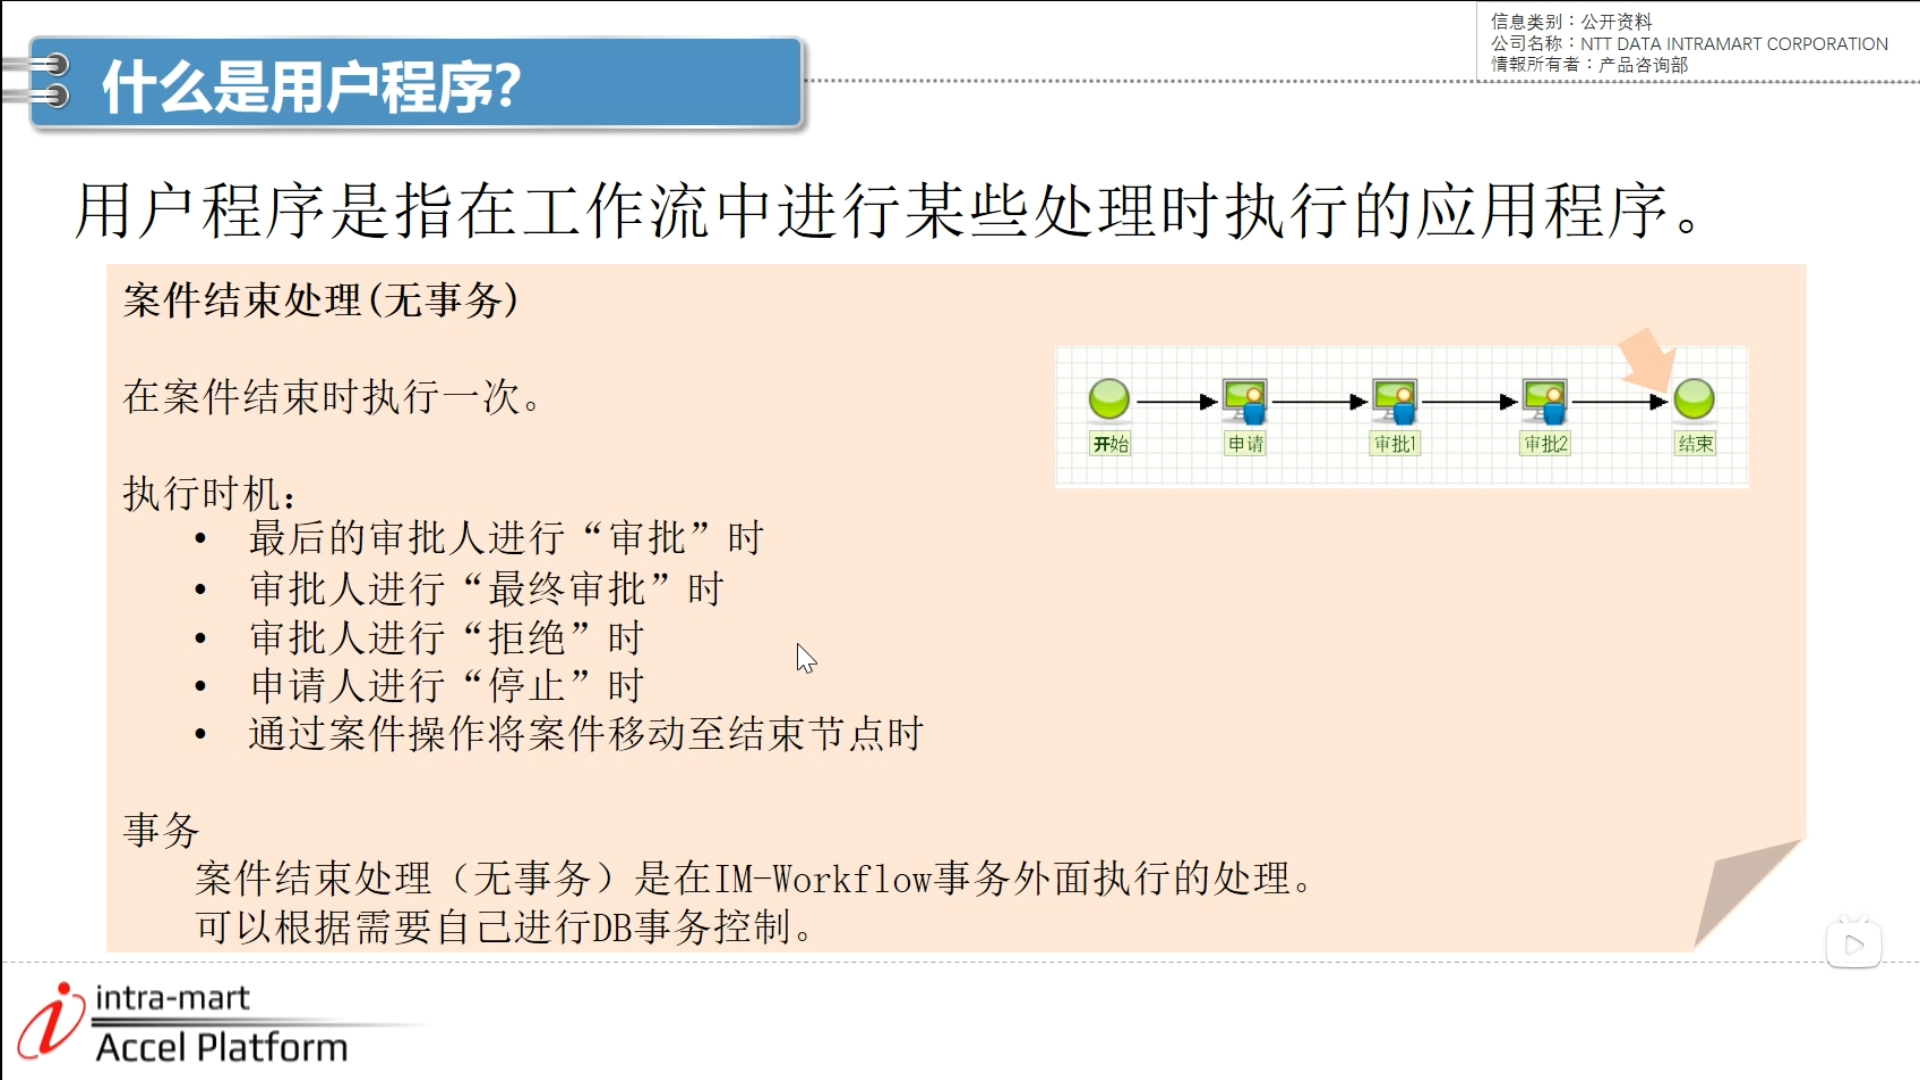 信息类别：公开资料
公司名称：NTT DATA INTRAMART CORPORATION
情報所有者：产品咨询部
什么是用户程序?
用户程序是指在工作流中进行某些处理时执行的应用程序。
案件结束处理(无事务)
在案件结束时执行一次。
开始
申请
审批1
审批2
结束
执行时机:
• 最后的审批人进行“审批”时
• 审批人进行“最终审批”时
• 审批人进行“拒绝”时
• 申请人进行“停止”时
• 通过案件操作将案件移动至结束节点时
事务
案件结束处理（无事务）是在IM-Workflow事务外面执行的处理。
可以根据需要自己进行DB事务控制。
intra-mart
Accel Platform